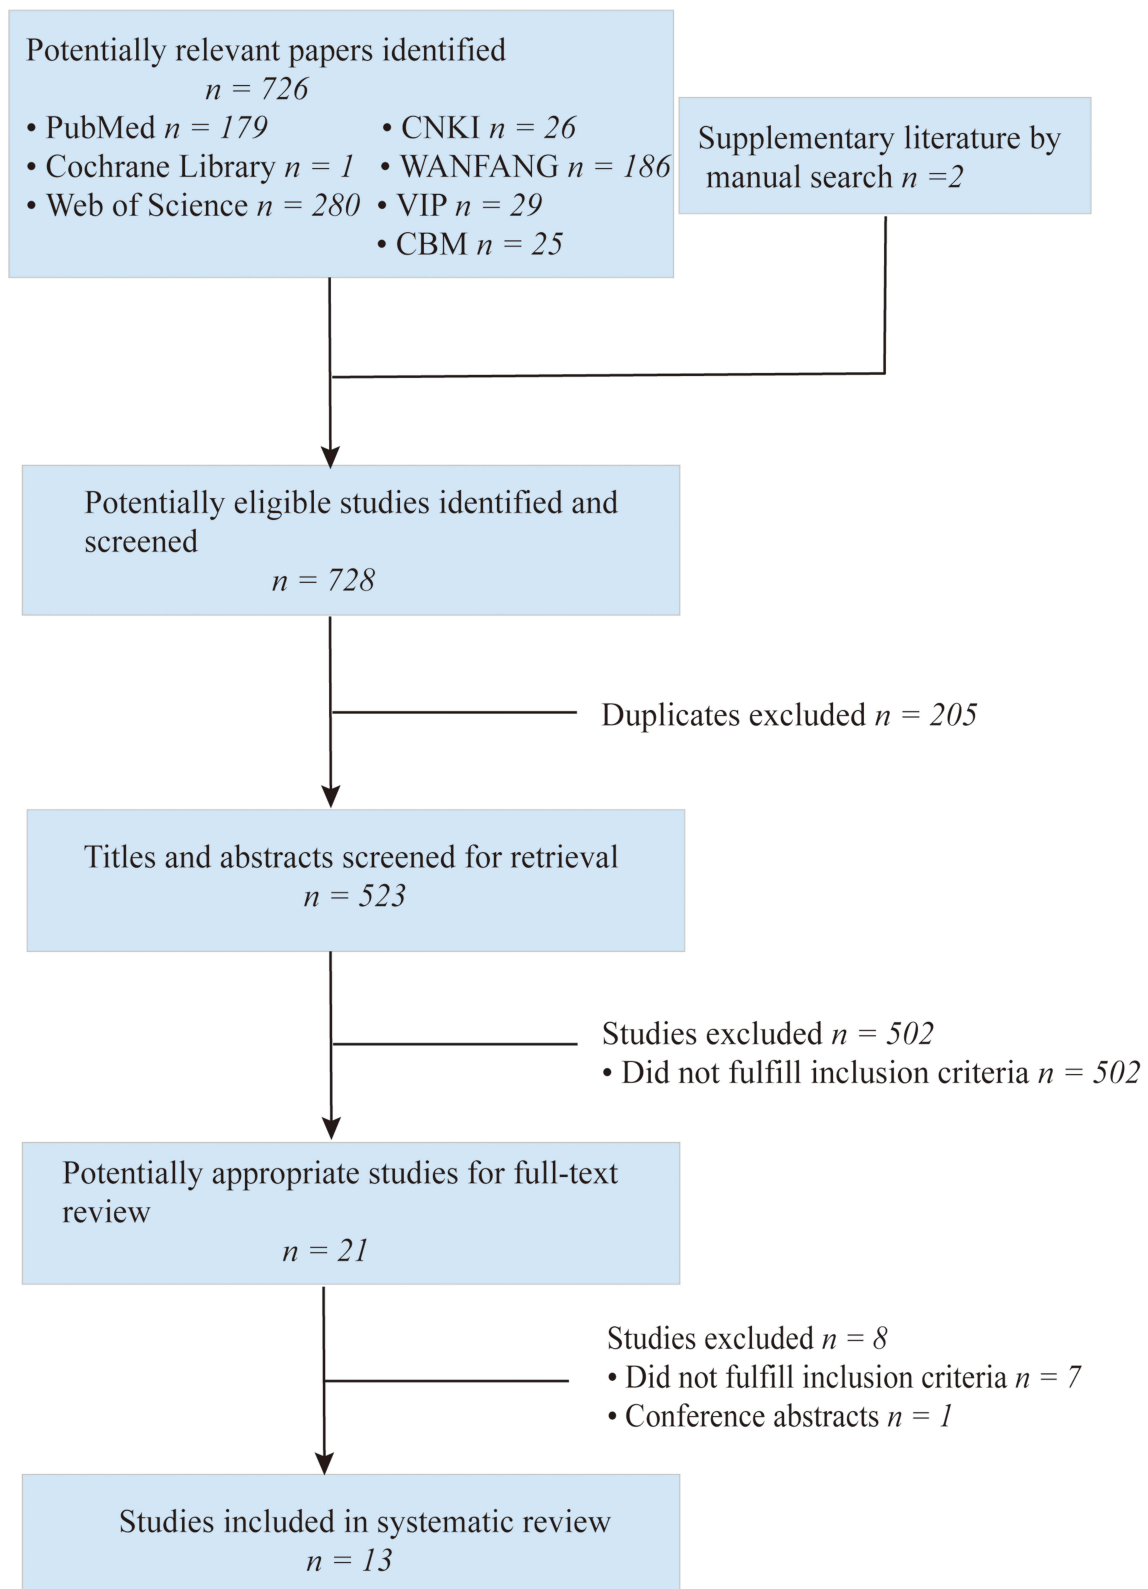 Potentially relevant papers identified
n = 726
• PubMed n = 179
• Cochrane Library n = 1
• Web of Science n = 280
• CNKI n = 26
• WANFANG n = 186
• VIP n = 29
• CBM n = 25
Supplementary literature by
manual search n =2
Potentially eligible studies identified and
screened
n = 728
Duplicates excluded n = 205
Titles and abstracts screened for retrieval
n = 523
Studies excluded n = 502
• Did not fulfill inclusion criteria n = 502
Potentially appropriate studies for full-text
review
n = 21
Studies excluded n = 8
• Did not fulfill inclusion criteria n = 7
• Conference abstracts n = 1
Studies included in systematic review
n = 13